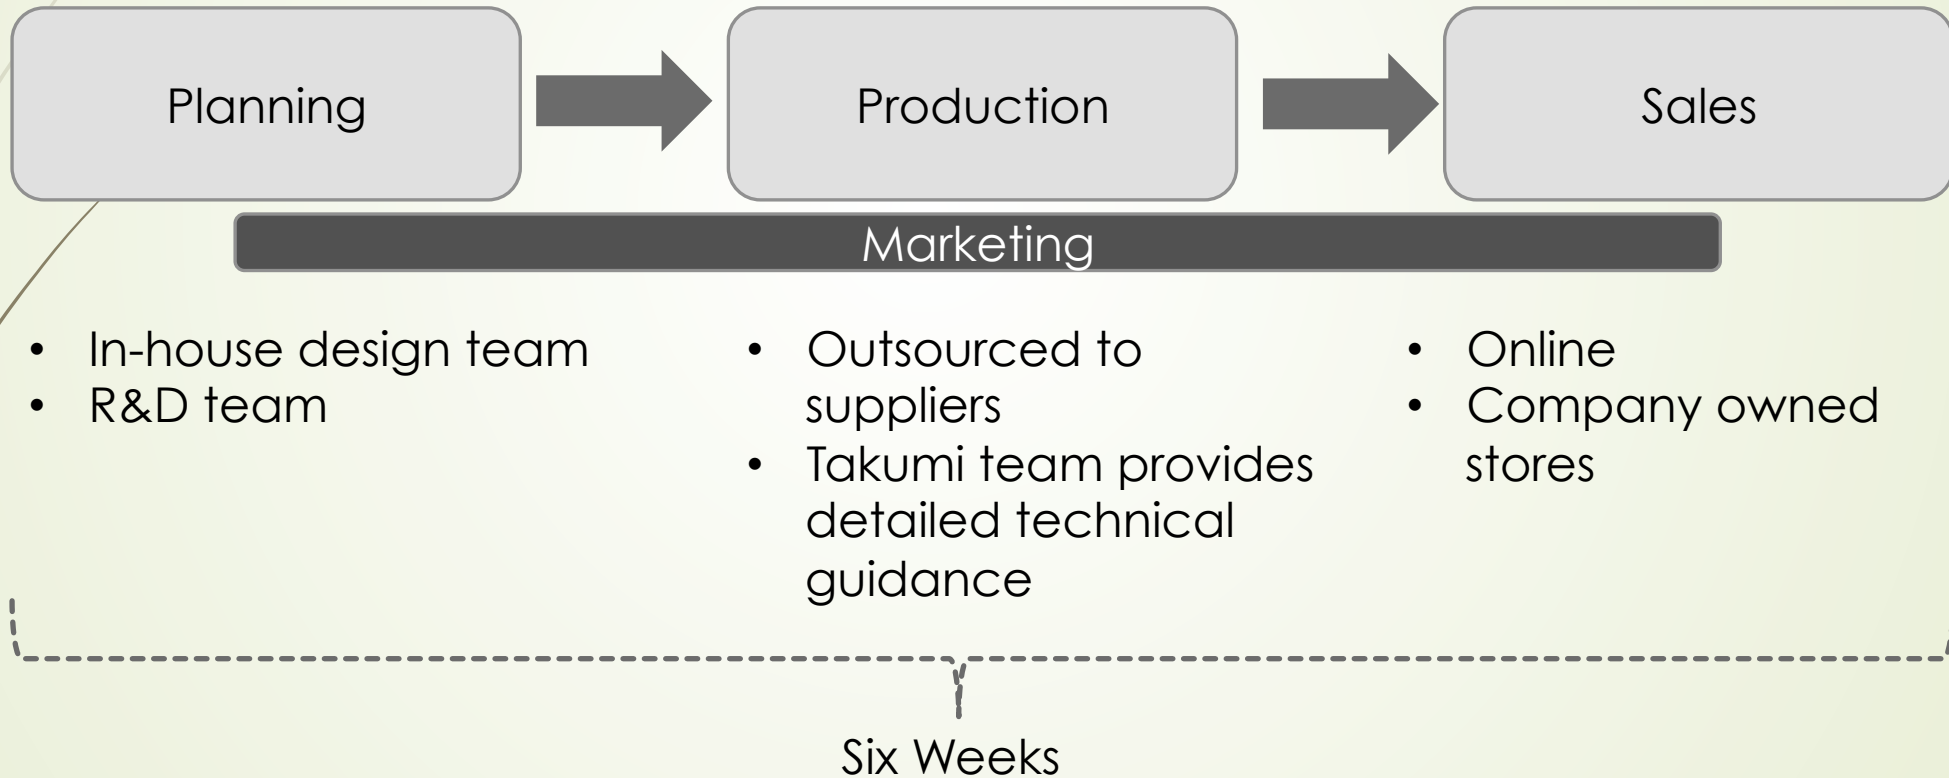 Planning
Production
Sales
Marketing
• In-house design team
• R&D team
• Outsourced to
suppliers
• Takumi team provides
detailed technical
guidance
• Online
• Company owned
stores
Six Weeks